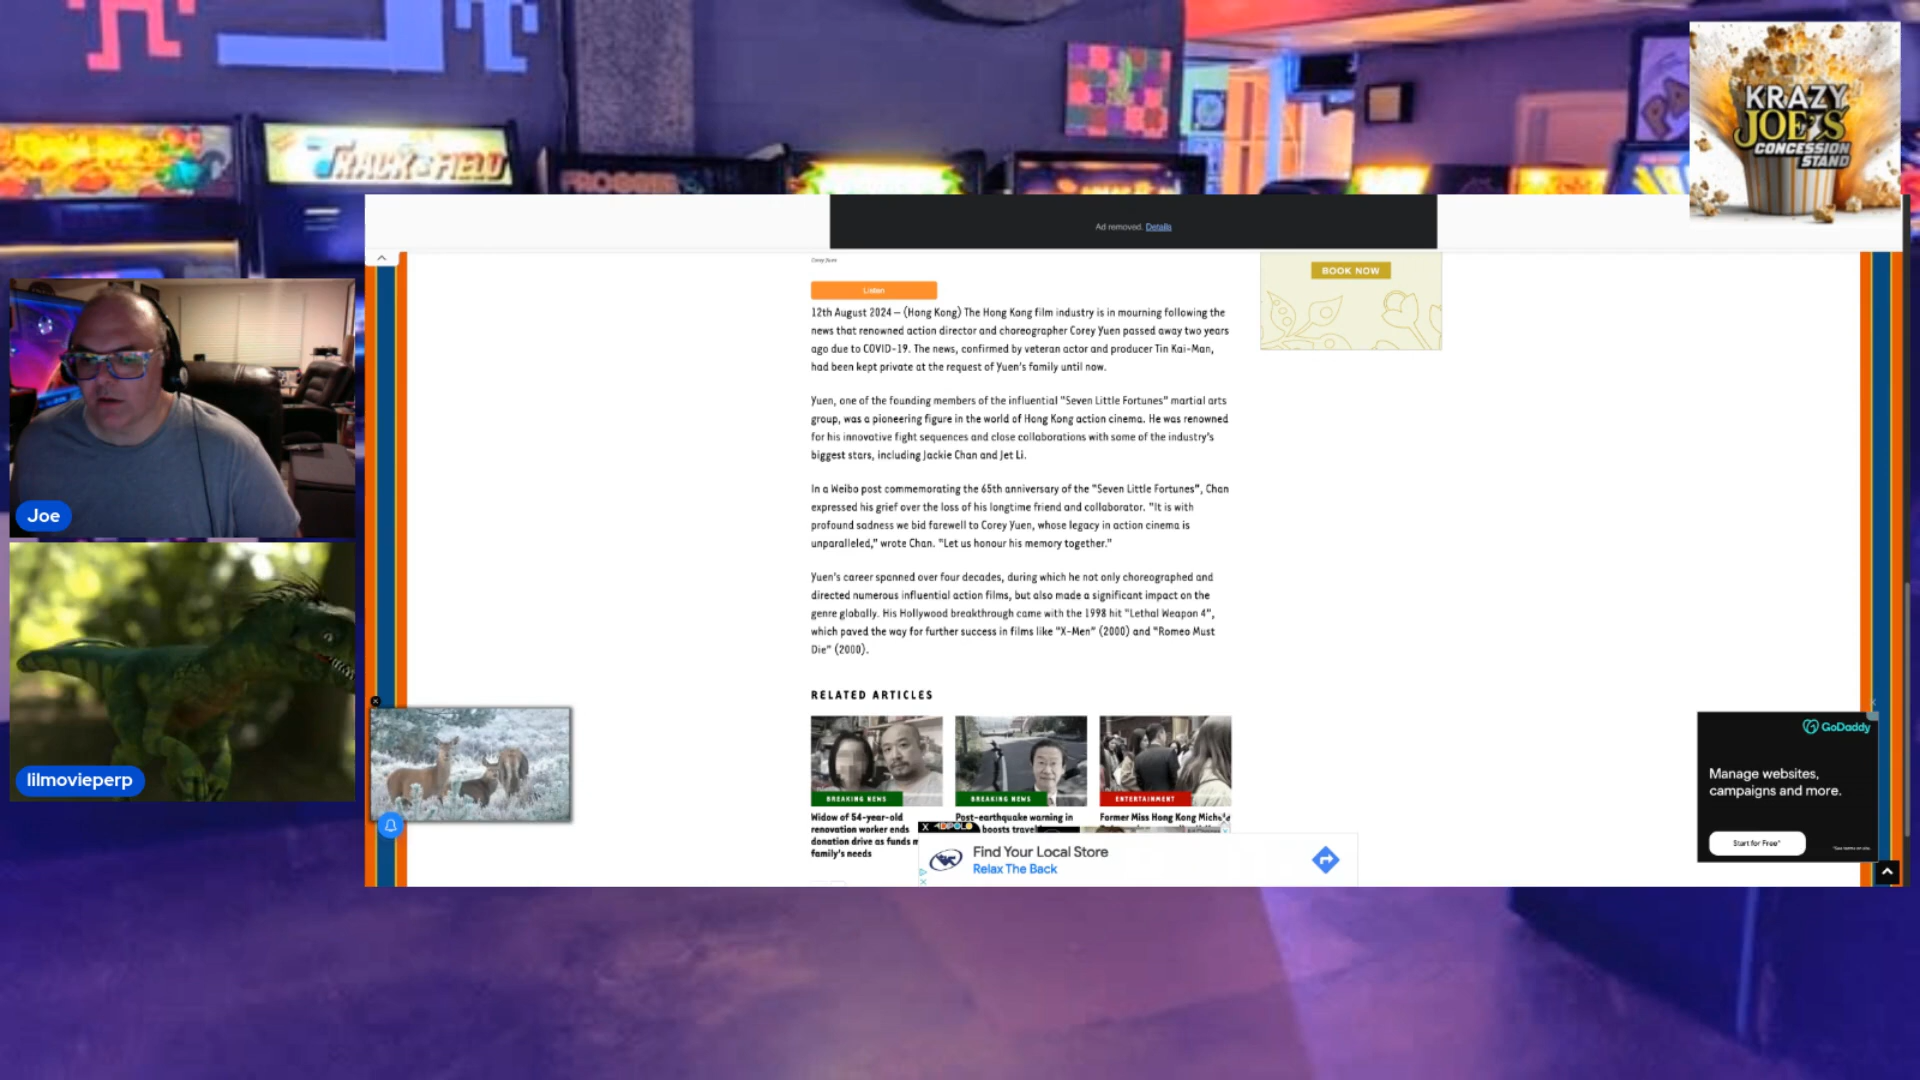 TRACK & FIELD
FROGGER
KRAZY
JOE'S
CONCESSION
STAND
Ad removed. Details
Corey Yuen
BOOK NOW
Listen
12th August 2024 – (Hong Kong) The Hong Kong film industry is in mourning following the
news that renowned action director and choreographer Corey Yuen passed away two years
ago due to COVID-19. The news, confirmed by veteran actor and producer Tin Kai-Man,
had been kept private at the request of Yuen's family until now.
Yuen, one of the founding members of the influential "Seven Little Fortunes" martial arts
group, was a pioneering figure in the world of Hong Kong action cinema. He was renowned
for his innovative fight sequences and close collaborations with some of the industry's
biggest stars, including Jackie Chan and Jet Li.
In a Weibo post commemorating the 65th anniversary of the "Seven Little Fortunes", Chan
expressed his grief over the loss of his longtime friend and collaborator. "It is with
profound sadness we bid farewell to Corey Yuen, whose legacy in action cinema is
unparalleled," wrote Chan. "Let us honour his memory together."
Yuen's career spanned over four decades, during which he not only choreographed and
directed numerous influential action films, but also made a significant impact on the
genre globally. His Hollywood breakthrough came with the 1998 hit "Lethal Weapon 4",
which paved the way for further success in films like "X-Men" (2000) and "Romeo Must
Die" (2000).
Joe
lilmovieperp
RELATED ARTICLES
BREAKING NEWS
BREAKING NEWS
ENTERTAINMENT
Widow of 54-year-old
renovation worker ends
donation drive as funds
family's needs
Post-earthquake warning in
boosts travel
Former Miss Hong Kong
Find Your Local Store
Relax The Back
GoDaddy
Manage websites,
campaigns and more.
Start for Free*